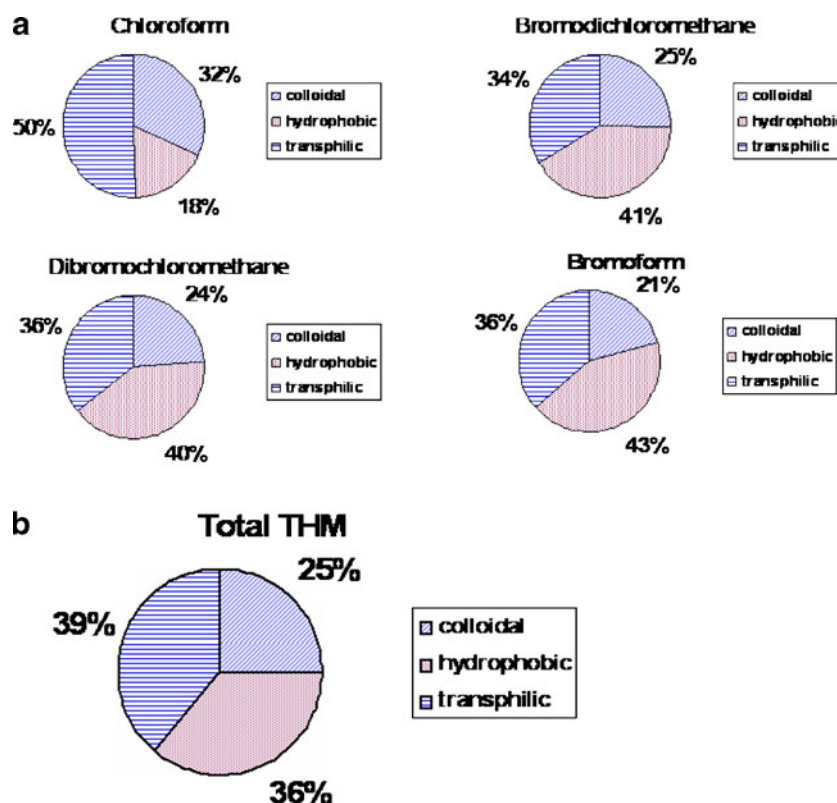 a
Chloroform
32%
50%
18%
colloidal
hydrophobic
transphilic
Bromodichloromethane
25%
34%
41%
colloidal
hydrophobic
transphilic
Dibromochloromethane
24%
36%
40%
colloidal
hydrophobic
transphilic
Bromoform
21%
36%
43%
colloidal
hydrophobic
transphilic
b
Total THM
25%
39%
36%
colloidal
hydrophobic
transphilic